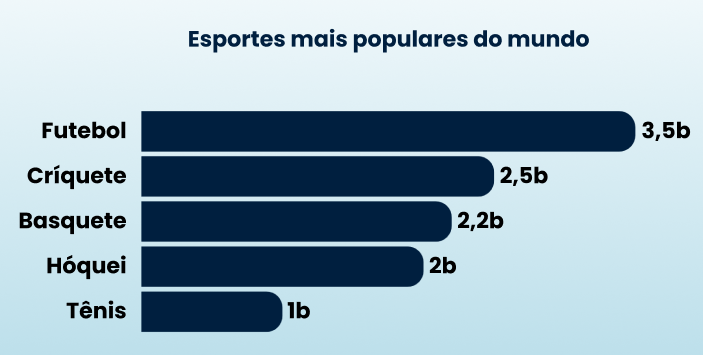 Esportes mais populares do mundo
Futebol 3,5b
Críquete 2,5b
Basquete 2,2b
Hóquei 2b
Tênis 1b